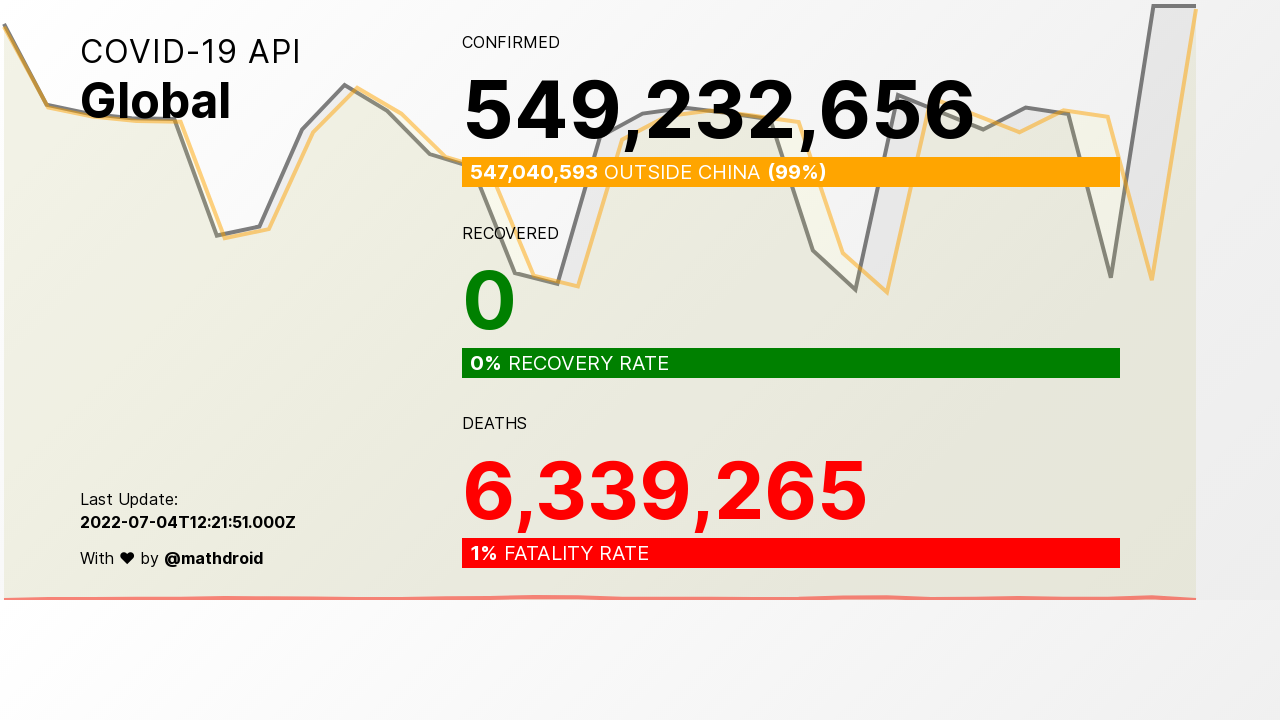 COVID-19 API
Global
CONFIRMED
549,232,656
547,040,593 OUTSIDE CHINA (99%)
RECOVERED
0
0% RECOVERY RATE
DEATHS
6,339,265
1% FATALITY RATE
Last Update:
2022-07-04T12:21:51.000Z
With ♥ by @mathdroid